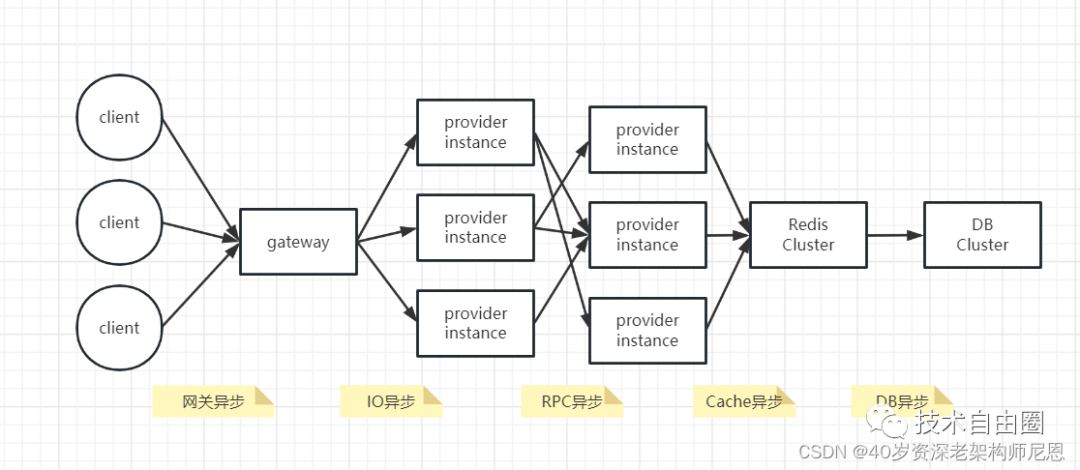 client
client
client
gateway
provider
instance
provider
instance
provider
instance
provider
instance
provider
instance
provider
instance
Redis
Cluster
DB
Cluster
网关异步
IO异步
RPC异步
Cache异步
DB异步
技术自由圈
CSDN @40岁资深老架构师尼恩